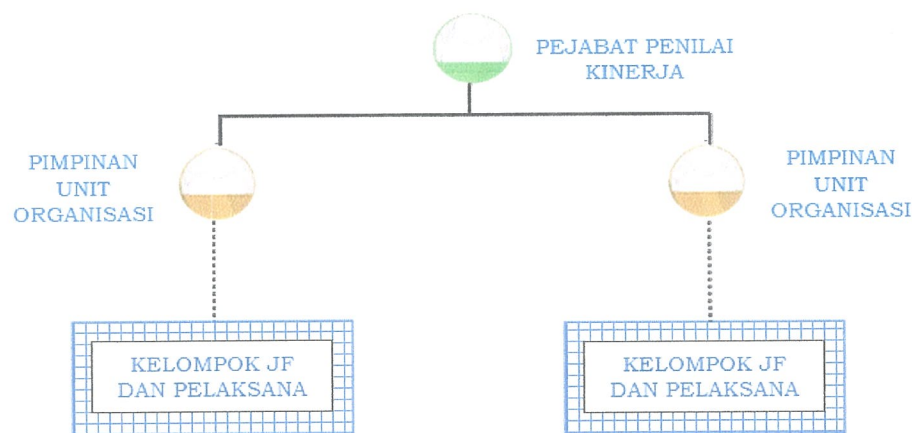 PEJABAT PENILAI
KINERJA
PIMPINAN
UNIT
ORGANISASI
PIMPINAN
UNIT
ORGANISASI
KELOMPOK JF
DAN PELAKSANA
KELOMPOK JF
DAN PELAKSANA